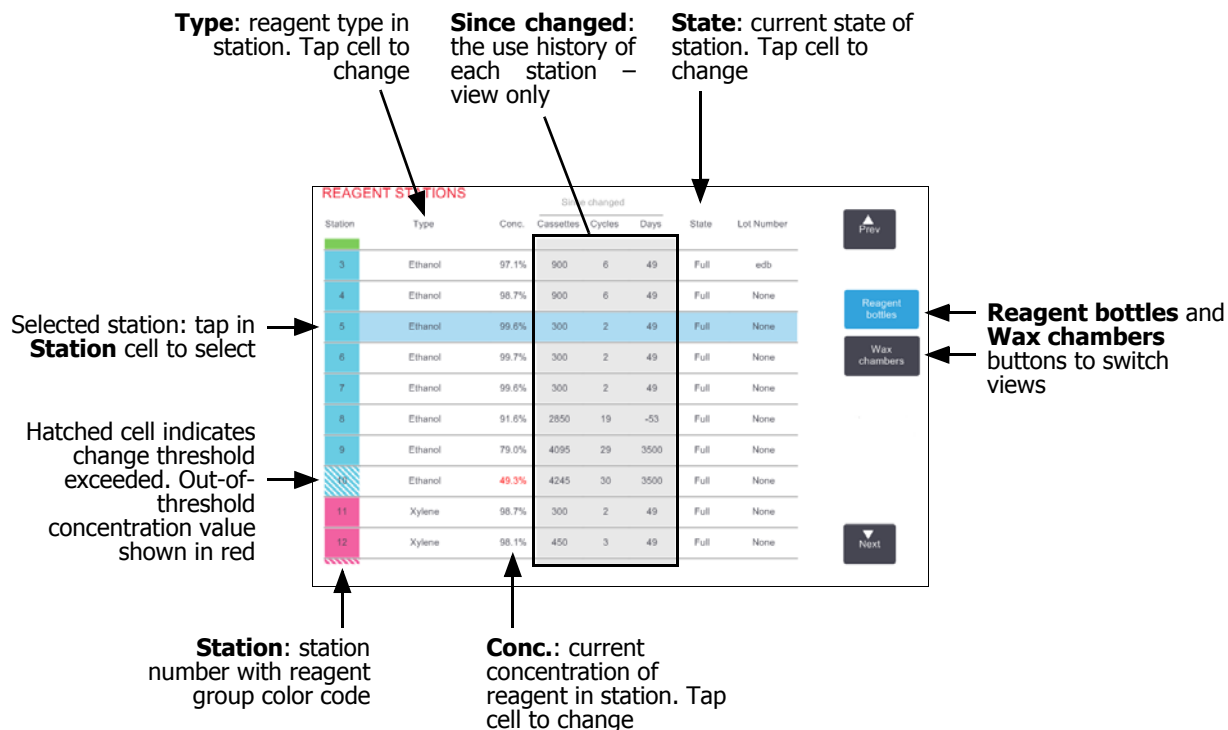 Type: reagent type in
station. Tap cell to
change
Since changed:
the use history of
each station –
view only
State: current state of
station. Tap cell to
change
REAGENT STATIONS
Since changed
Station Type Conc. Cassettes Cycles Days State Lot Number
3 Ethanol 97.1% 900 6 49 Full edb
4 Ethanol 98.7% 900 6 49 Full None
5 Ethanol 99.6% 300 2 49 Full None
6 Ethanol 99.7% 300 2 49 Full None
7 Ethanol 99.6% 300 2 49 Full None
8 Ethanol 91.6% 2850 19 -53 Full None
9 Ethanol 79.0% 4095 29 3500 Full None
10 Ethanol 49.3% 4245 30 3500 Full None
11 Xylene 98.7% 300 2 49 Full None
12 Xylene 98.1% 450 3 49 Full None
Prev
Reagent
bottles
Wax
chambers
Next
Selected station: tap in
Station cell to select
Hatched cell indicates
change threshold
exceeded. Out-of-
threshold
concentration value
shown in red
Reagent bottles and
Wax chambers
buttons to switch
views
Station: station
number with reagent
group color code
Conc.: current
concentration of
reagent in station. Tap
cell to change